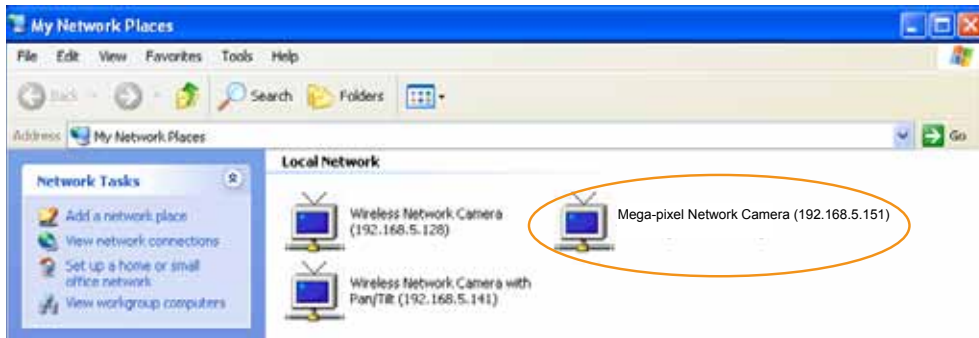 My Network Places
File Edit View Favorites Tools Help
Back Search Folders
Address My Network Places Go
Local Network
Network Tasks
Add a network place
View network connections
Set up a home or small
office network
View workgroup computers
Wireless Network Camera
(192.168.5.128)
Mega-pixel Network Camera (192.168.5.151)
Wireless Network Camera with
Pan/Tilt (192.168.5.141)